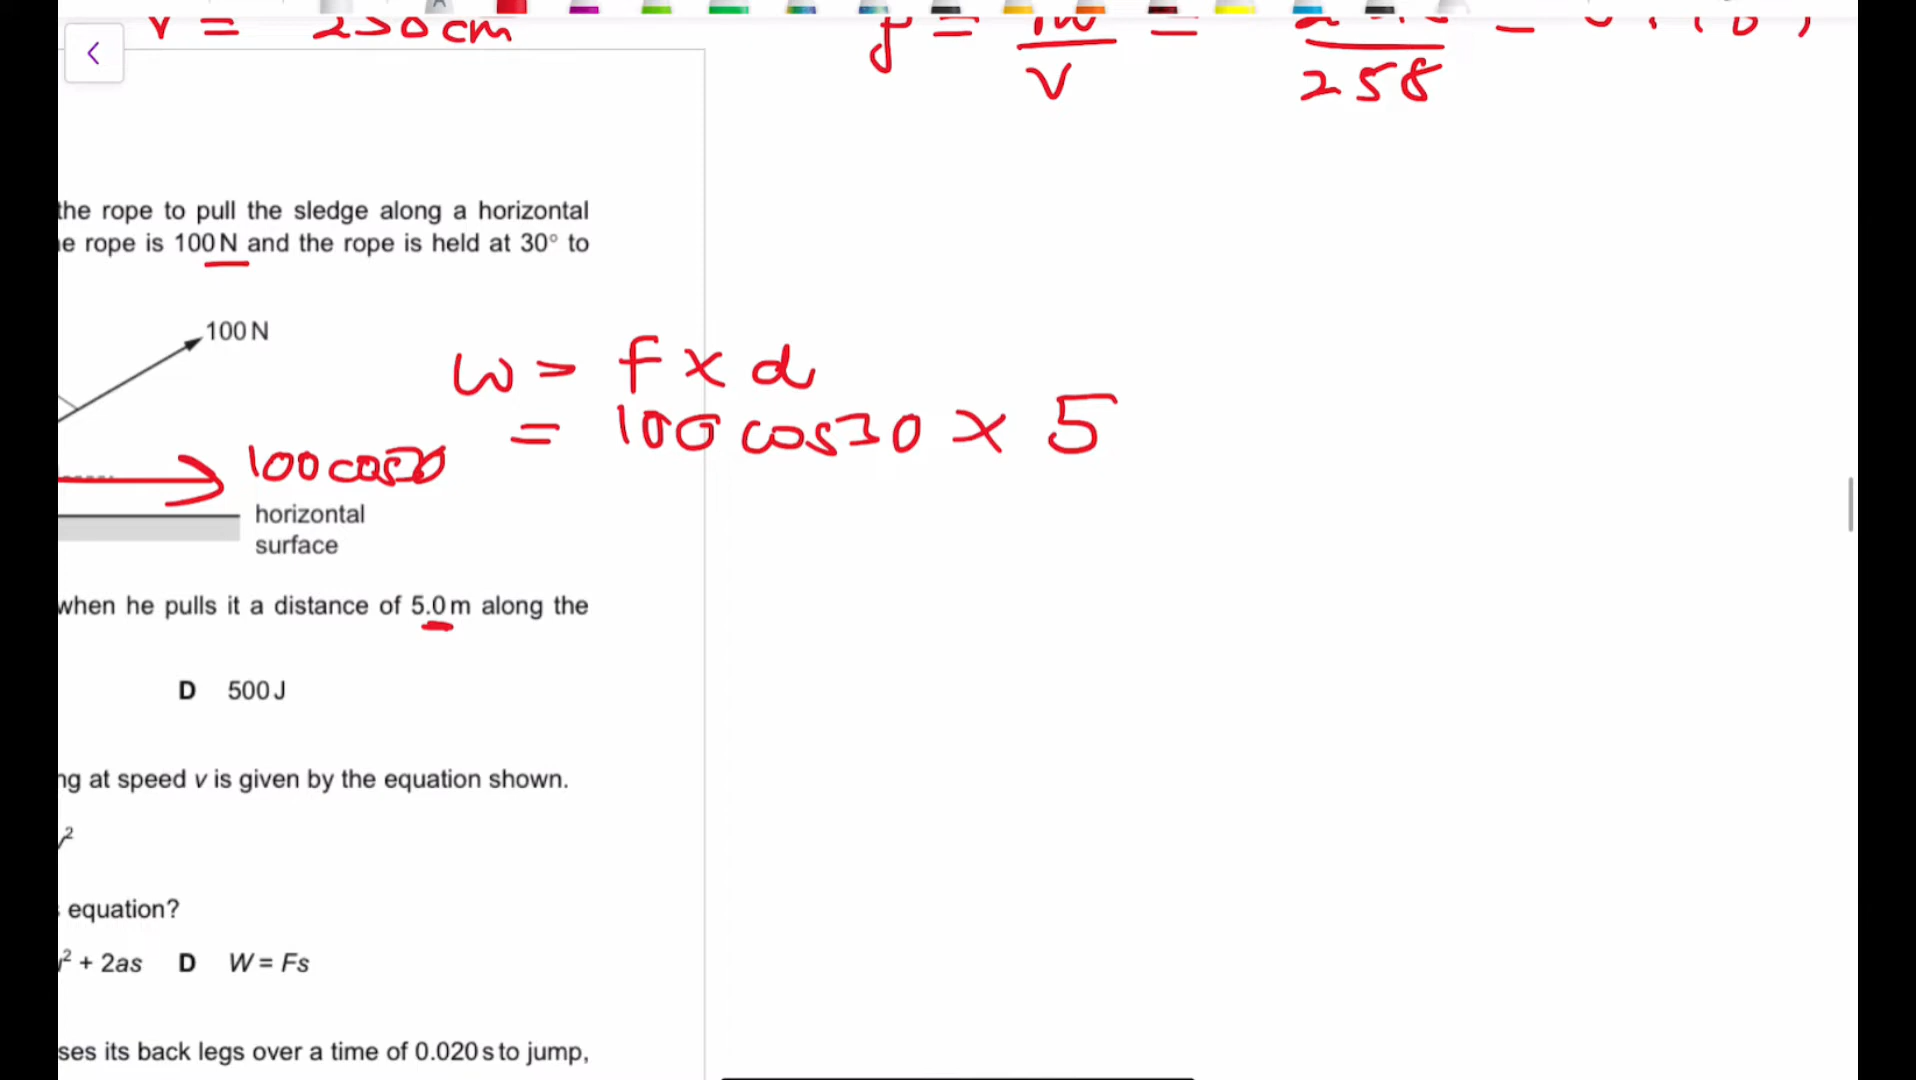 258
V
the rope to pull the sledge along a horizontal
e rope is 100 N and the rope is held at 30° to
100 N
W = f x d
= 100 cos30 x 5
100 cos30
horizontal
surface
when he pulls it a distance of 5.0 m along the
D 500 J
ng at speed v is given by the equation shown.
2
equation?
2 + 2as D W = Fs
ses its back legs over a time of 0.020 s to jump,